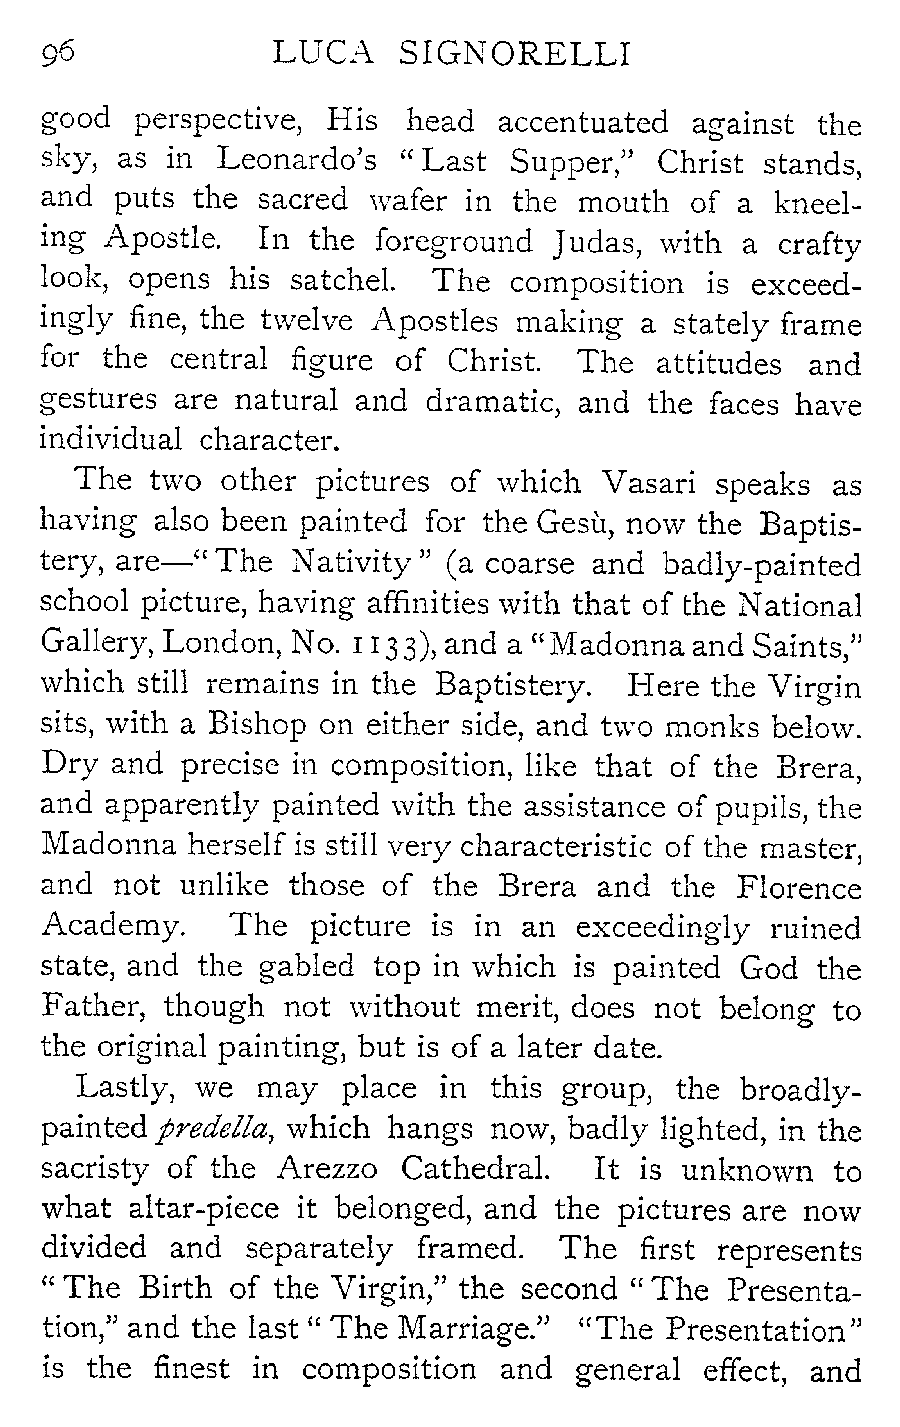 96 LUCA SIGNORELLI
good perspective, His head accentuated against the
sky, as in Leonardo's “Last Supper,” Christ stands,
and puts the sacred wafer in the mouth of a kneel-
ing Apostle. In the foreground Judas, with a crafty
look, opens his satchel. The composition is exceed-
ingly fine, the twelve Apostles making a stately frame
for the central figure of Christ. The attitudes and
gestures are natural and dramatic, and the faces have
individual character.
The two other pictures of which Vasari speaks as
having also been painted for the Gesù, now the Baptis-
tery, are—“The Nativity” (a coarse and badly-painted
school picture, having affinities with that of the National
Gallery, London, No. 1133), and a “Madonna and Saints,”
which still remains in the Baptistery. Here the Virgin
sits, with a Bishop on either side, and two monks below.
Dry and precise in composition, like that of the Brera,
and apparently painted with the assistance of pupils, the
Madonna herself is still very characteristic of the master,
and not unlike those of the Brera and the Florence
Academy. The picture is in an exceedingly ruined
state, and the gabled top in which is painted God the
Father, though not without merit, does not belong to
the original painting, but is of a later date.
Lastly, we may place in this group, the broadly-
painted predella, which hangs now, badly lighted, in the
sacristy of the Arezzo Cathedral. It is unknown to
what altar-piece it belonged, and the pictures are now
divided and separately framed. The first represents
“The Birth of the Virgin,” the second “The Presenta-
tion,” and the last “The Marriage.” “The Presentation”
is the finest in composition and general effect, and